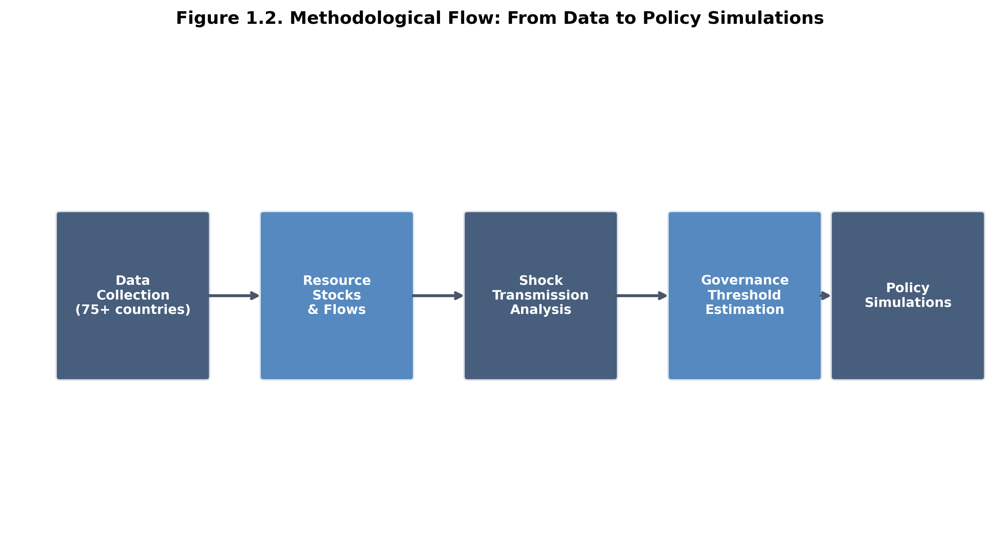 Figure 1.2. Methodological Flow: From Data to Policy Simulations
Data
Collection
(75+ countries)
Resource
Stocks
& Flows
Shock
Transmission
Analysis
Governance
Threshold
Estimation
Policy
Simulations